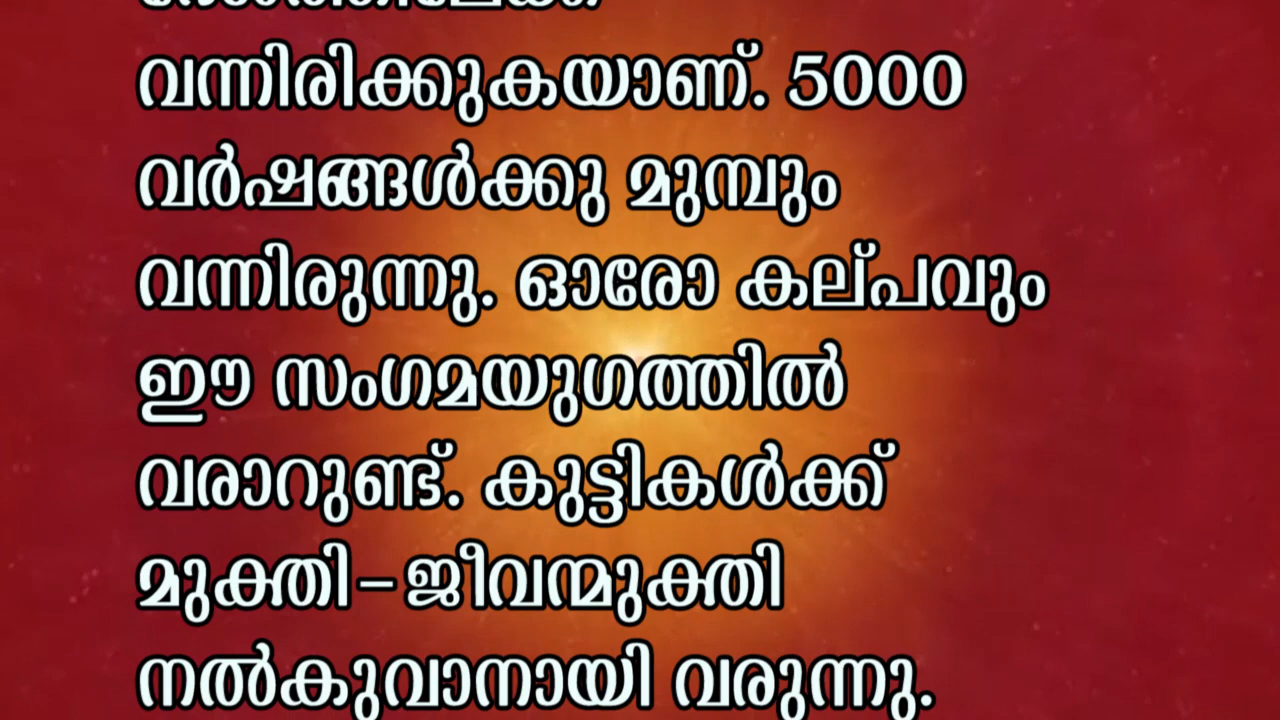 വന്നിരിക്കുകയാണ്. 5000
വർഷങ്ങൾക്കു മുമ്പും
വന്നിരുന്നു. ഓരോ കല്പവും
ഈ സംഗമയുഗത്തിൽ
വരാറുണ്ട്. കുട്ടികൾക്ക്
മുക്തി-ജീവന്മുക്തി
നൽകുവാനായി വരുന്നു.